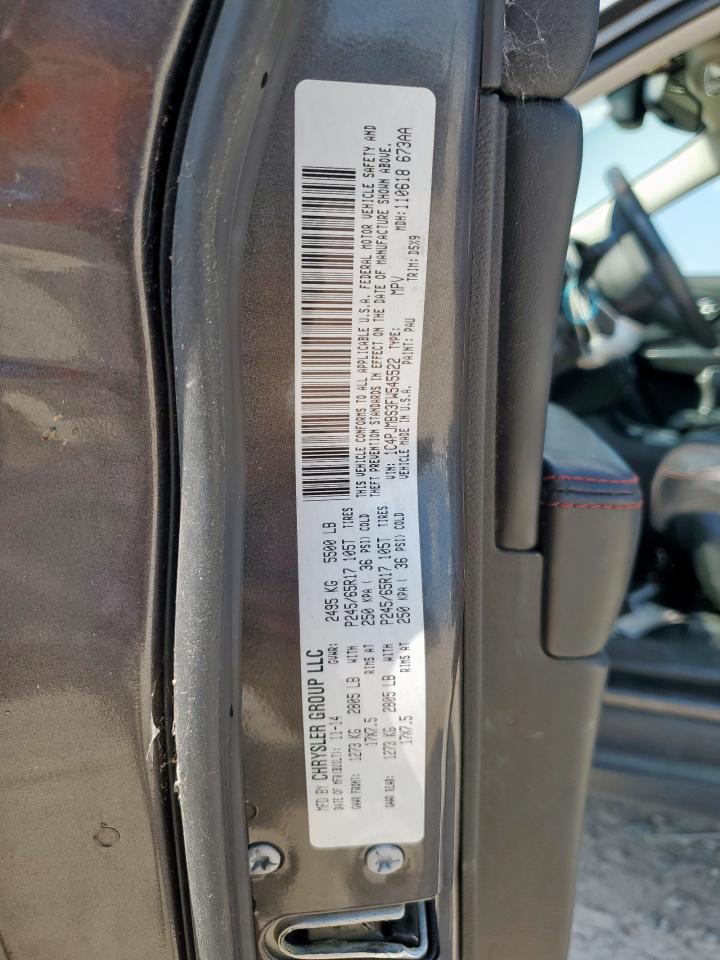 MFD BY CHRYSLER GROUP LLC
DATE OF MFR(BUILT): 11-14 GVWR: 2495 KG 5500 LB
GAWR FRONT: 1273 KG 2805 LB WITH P245/65R17 105T TIRES
17X7.5 RIMS AT 250 KPA ( 36 PSI) COLD
GAWR REAR: 1273 KG 2805 LB WITH P245/65R17 105T TIRES
17X7.5 RIMS AT 250 KPA ( 36 PSI) COLD
THIS VEHICLE CONFORMS TO ALL APPLICABLE U.S.A. FEDERAL MOTOR VEHICLE SAFETY AND
THEFT PREVENTION STANDARDS IN EFFECT ON THE DATE OF MANUFACTURE SHOWN ABOVE.
VIN: 1C4PJMBS3FW545522 TYPE: MPV MDH:110618 673AA
VEHICLE MADE IN U.S.A. PAINT: PAU TRIM: D5X9